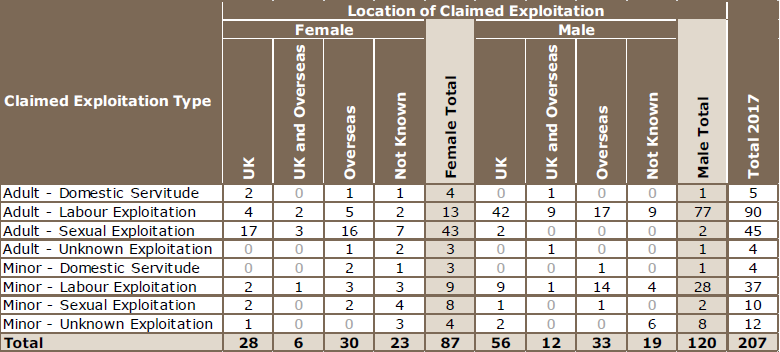 Location of Claimed Exploitation
Female Male
Claimed Exploitation Type UK UK and Overseas Overseas Not Known Female Total UK UK and Overseas Overseas Not Known Male Total Total 2017
Adult - Domestic Servitude 2 0 1 1 4 0 1 0 0 1 5
Adult - Labour Exploitation 4 2 5 2 13 42 9 17 9 77 90
Adult - Sexual Exploitation 17 3 16 7 43 2 0 0 0 2 45
Adult - Unknown Exploitation 0 0 1 2 3 0 1 0 0 1 4
Minor - Domestic Servitude 0 0 2 1 3 0 0 1 0 1 4
Minor - Labour Exploitation 2 1 3 3 9 9 1 14 4 28 37
Minor - Sexual Exploitation 2 0 2 4 8 1 0 1 0 2 10
Minor - Unknown Exploitation 1 0 0 3 4 2 0 0 6 8 12
Total 28 6 30 23 87 56 12 33 19 120 207